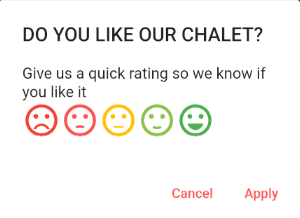 DO YOU LIKE OUR CHALET?
Give us a quick rating so we know if
you like it
Cancel Apply